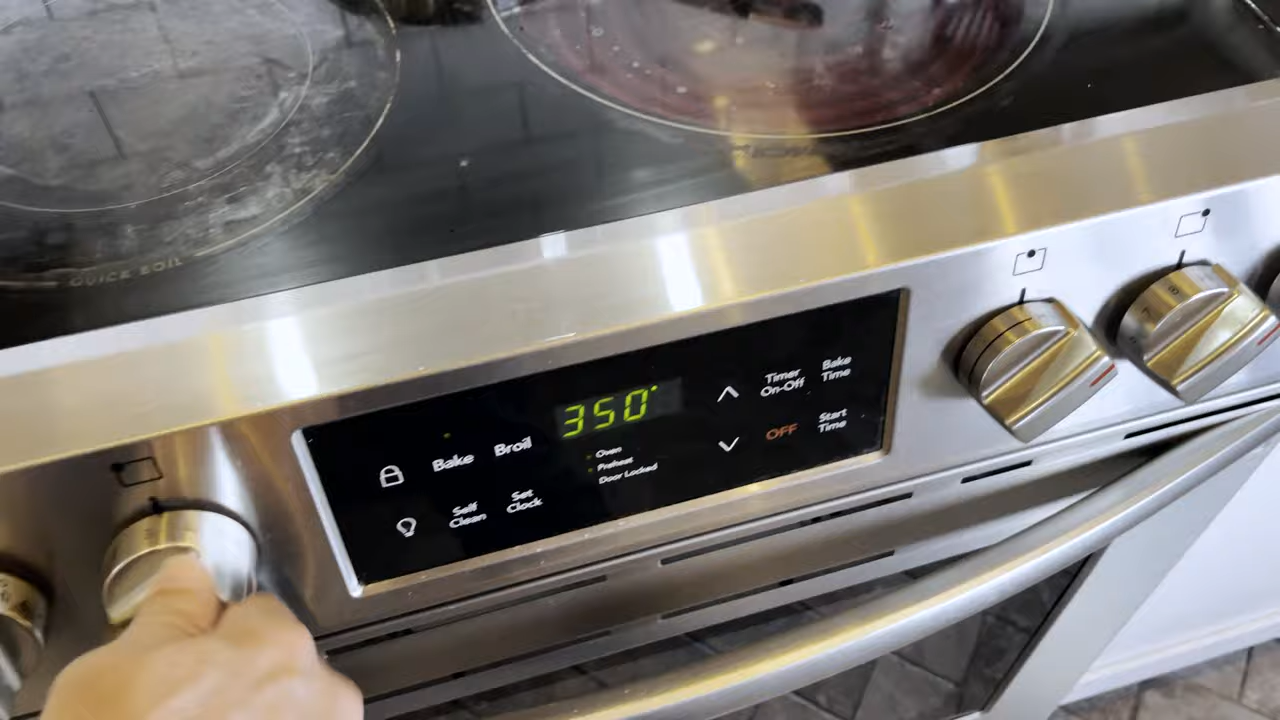 QUICK BOIL
350°
Bake
Broil
Self
Clean
Set
Clock
Oven
Preheat
Door Locked
Timer
On-Off
Bake
Time
OFF
Start
Time